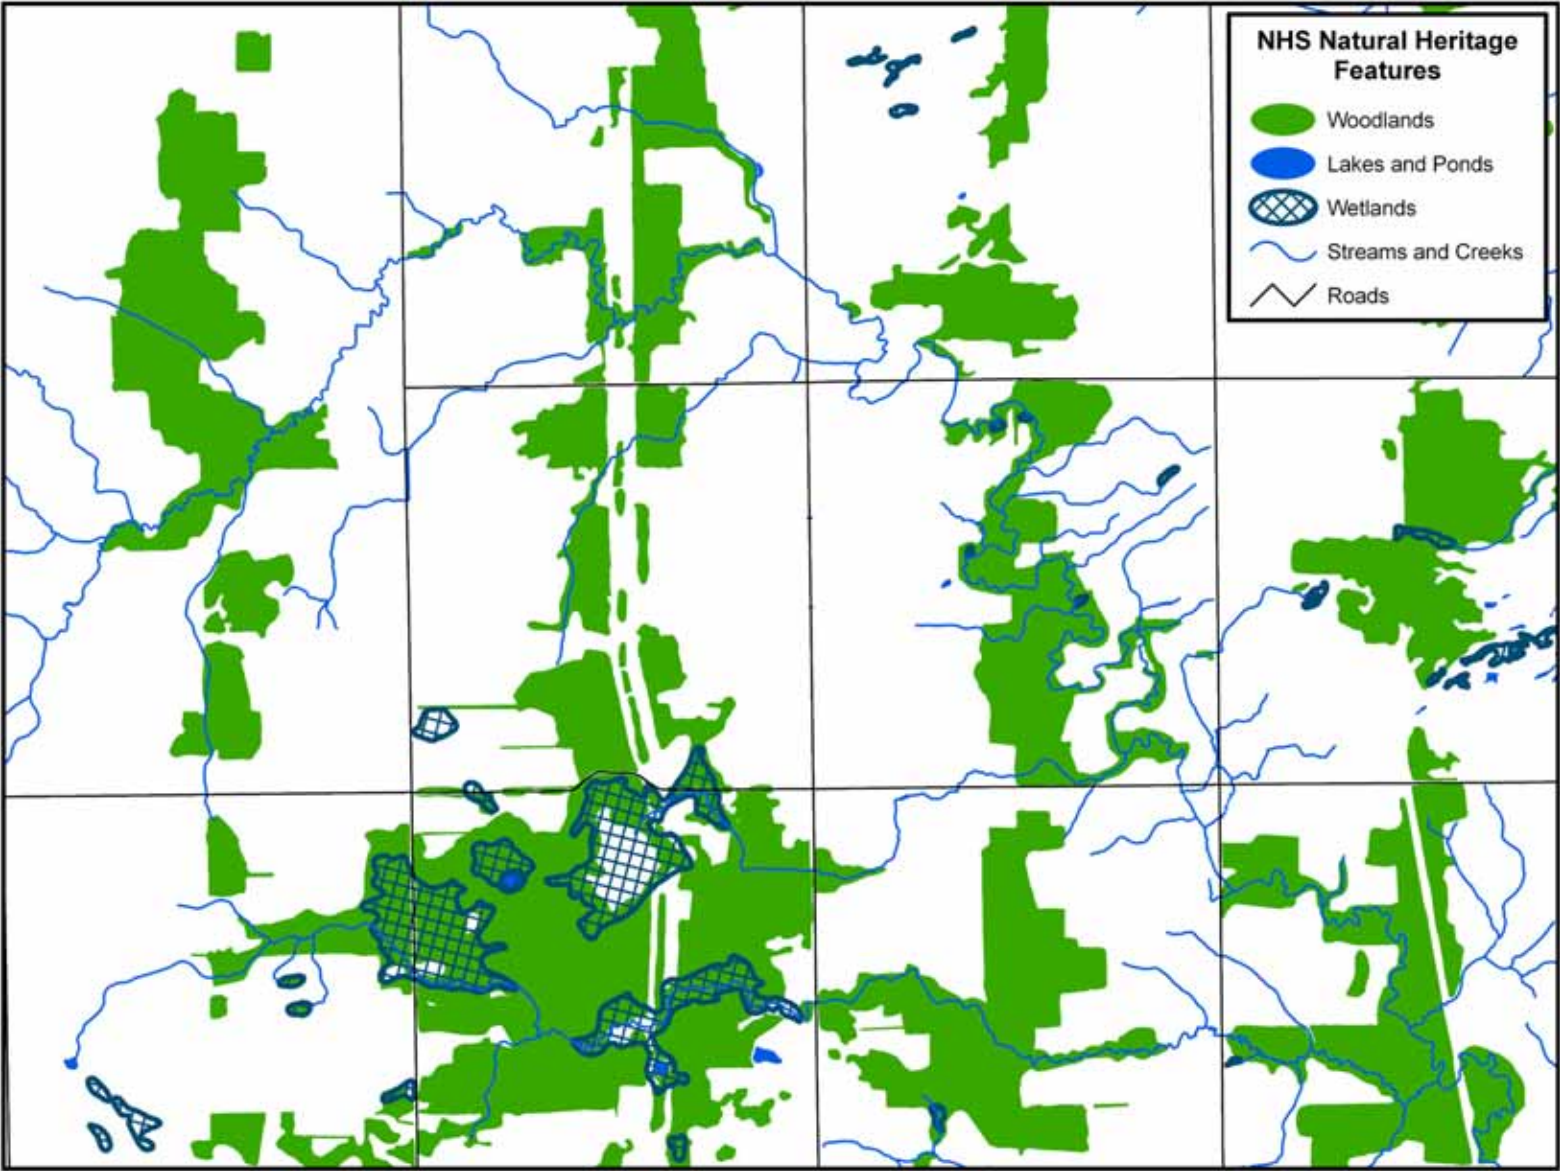 NHS Natural Heritage
Features
Woodlands
Lakes and Ponds
Wetlands
Streams and Creeks
Roads